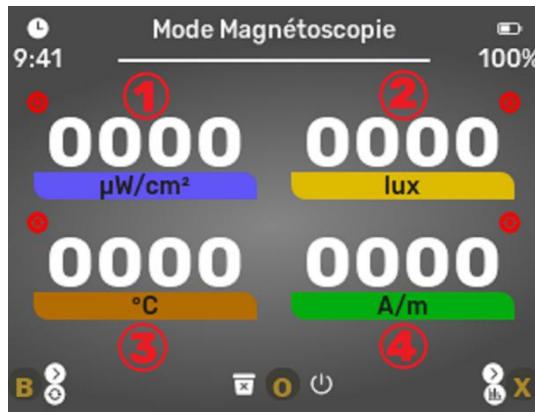 Mode Magnétoscopie
9:41
100%
1
2
0000
0000
µW/cm²
lux
0000
0000
°C
A/m
3
4
B
O
X